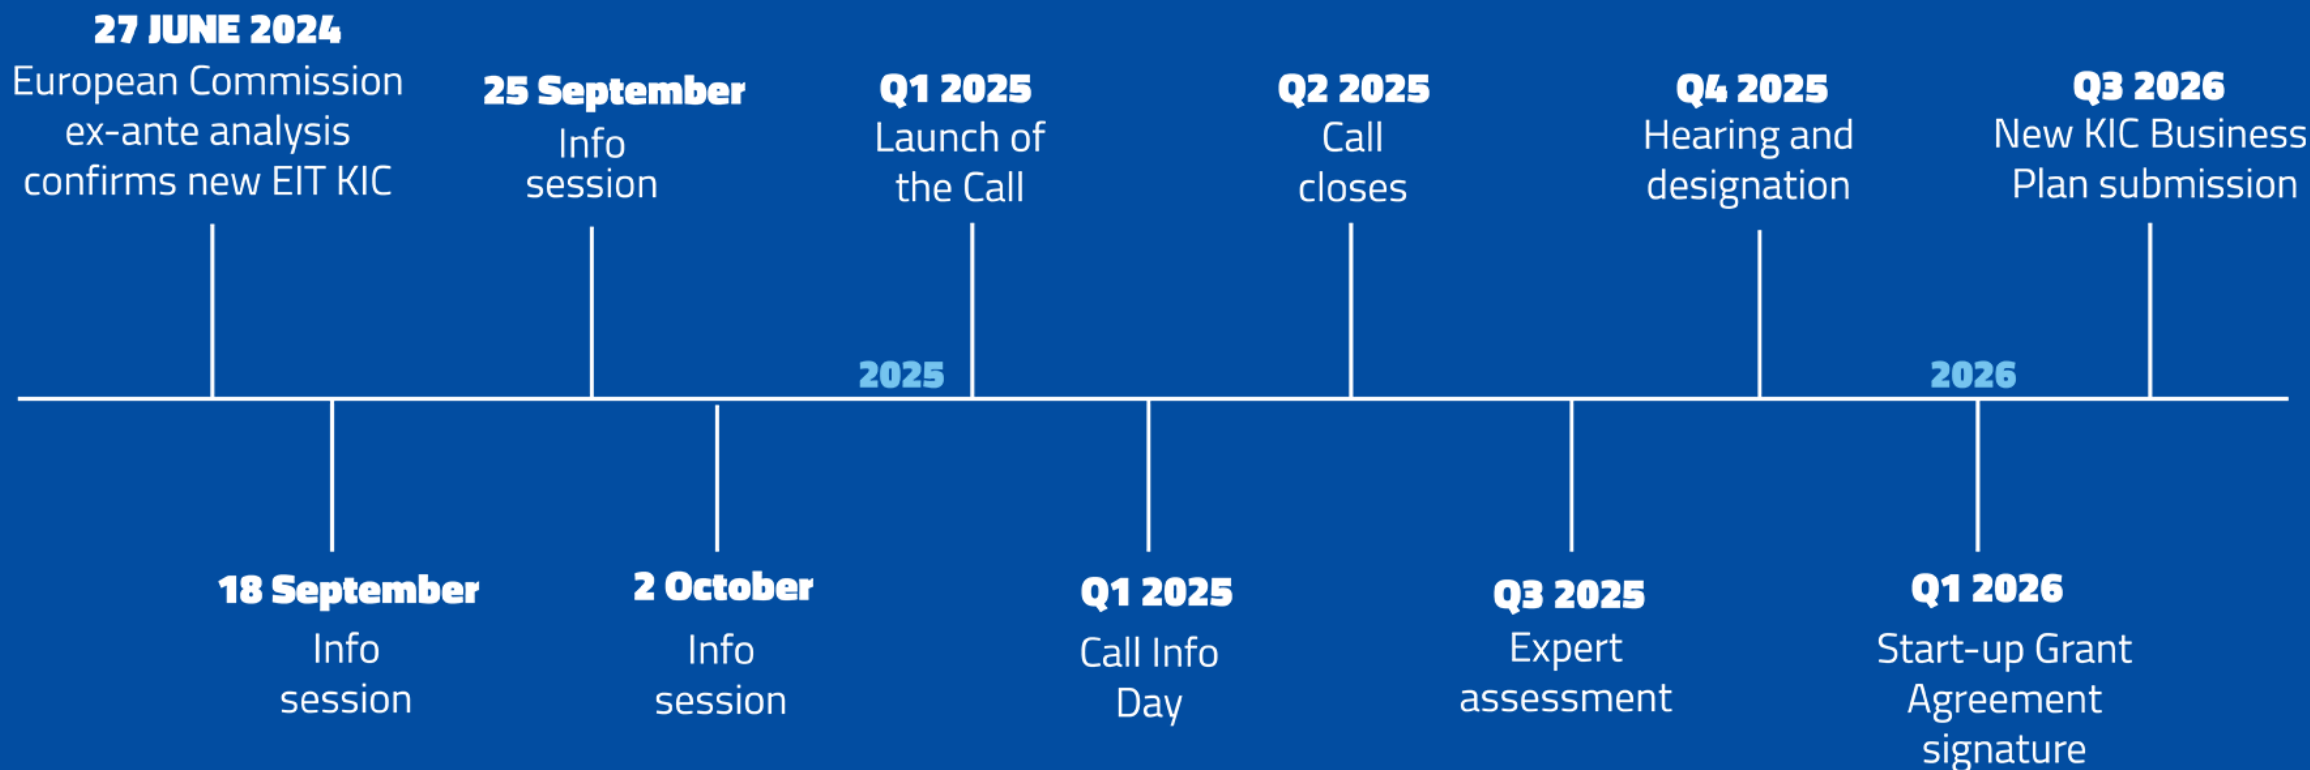 27 JUNE 2024
European Commission
ex-ante analysis
confirms new EIT KIC
18 September
Info
session
25 September
Info
session
2 October
Info
session
2025
Q1 2025
Launch of
the Call
Q1 2025
Call Info
Day
Q2 2025
Call
closes
Q3 2025
Expert
assessment
Q4 2025
Hearing and
designation
2026
Q1 2026
Start-up Grant
Agreement
signature
Q3 2026
New KIC Business
Plan submission